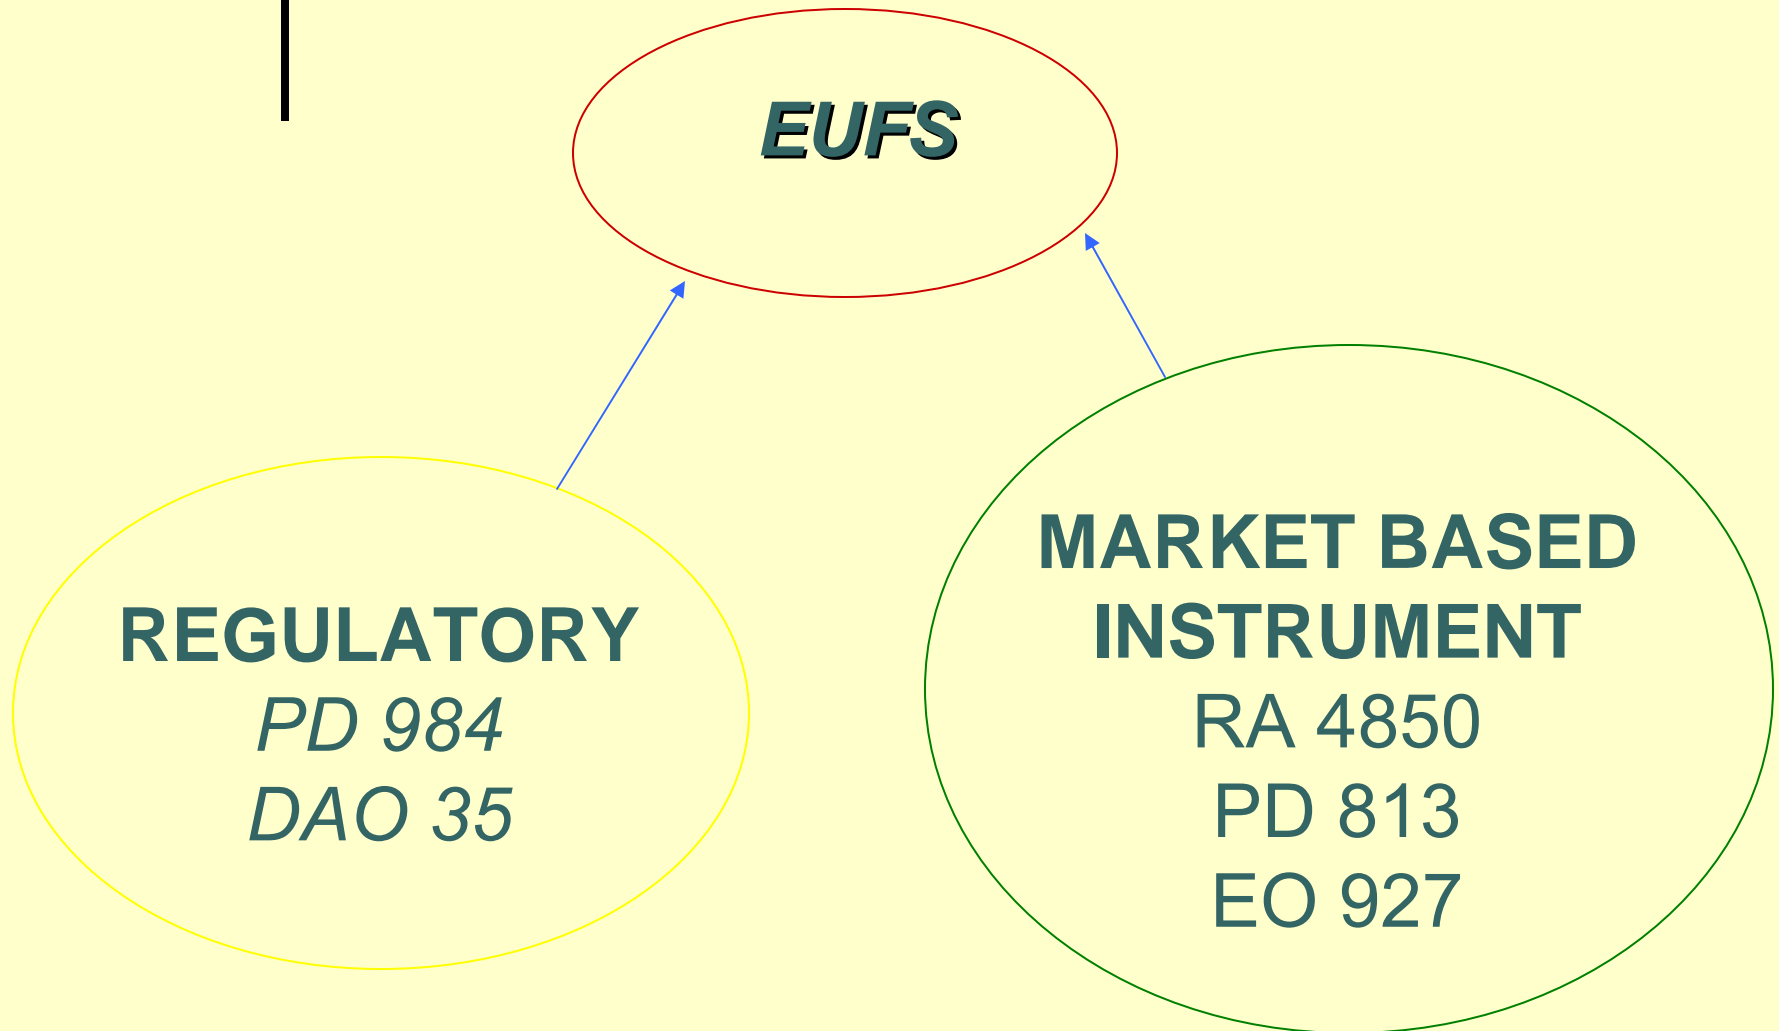 EUFS
REGULATORY
PD 984
DAO 35
MARKET BASED
INSTRUMENT
RA 4850
PD 813
EO 927